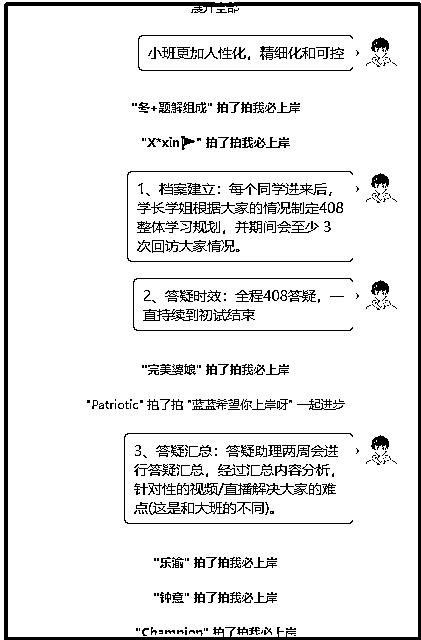 展开全部
小班更加人性化，精细化和可控
"冬+题解组成" 拍了拍我必上岸
"X*xin" 拍了拍我必上岸
1、档案建立：每个同学进来后，
学长学姐根据大家的情况制定408
整体学习规划，并期间会至少 3
次回访大家情况。
2、答疑时效：全程408答疑，一
直持续到初试结束
"完美婆娘" 拍了拍我必上岸
"Patriotic" 拍了拍 "蓝蓝希望你上岸呀" 一起进步
3、答疑汇总：答疑助理两周会进
行答疑汇总，经过汇总内容分析，
针对性的视频/直播解决大家的难
点(这是和大班的不同)。
"乐渝" 拍了拍我必上岸
"钟意" 拍了拍我必上岸
"Champion" 拍了拍我必上岸